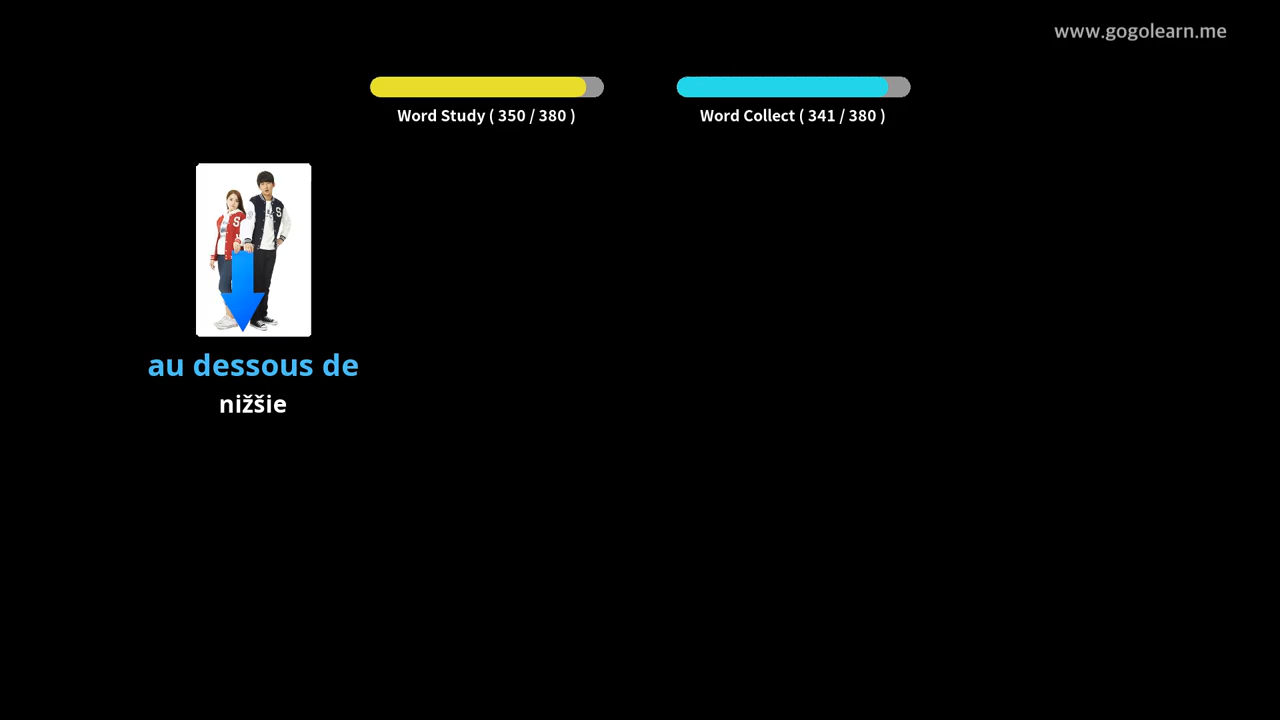 www.gogolearn.me
Word Study ( 350 / 380 )
Word Collect ( 341 / 380 )
S
S
au dessous de
nižšie